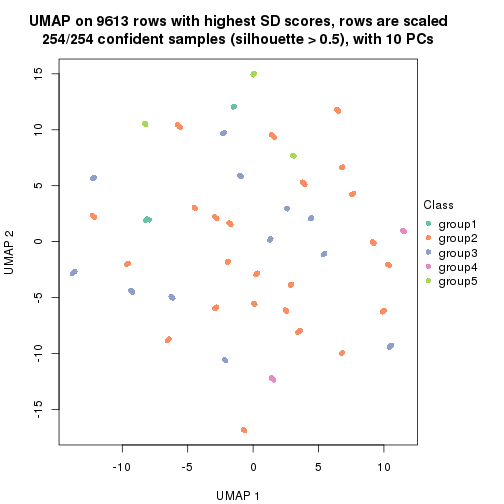 UMAP on 9613 rows with highest SD scores, rows are scaled
254/254 confident samples (silhouette > 0.5), with 10 PCs
15
10
5
0
-5
-10
-15
UMAP 2
-10
-5
0
5
10
UMAP 1
Class
group1
group2
group3
group4
group5